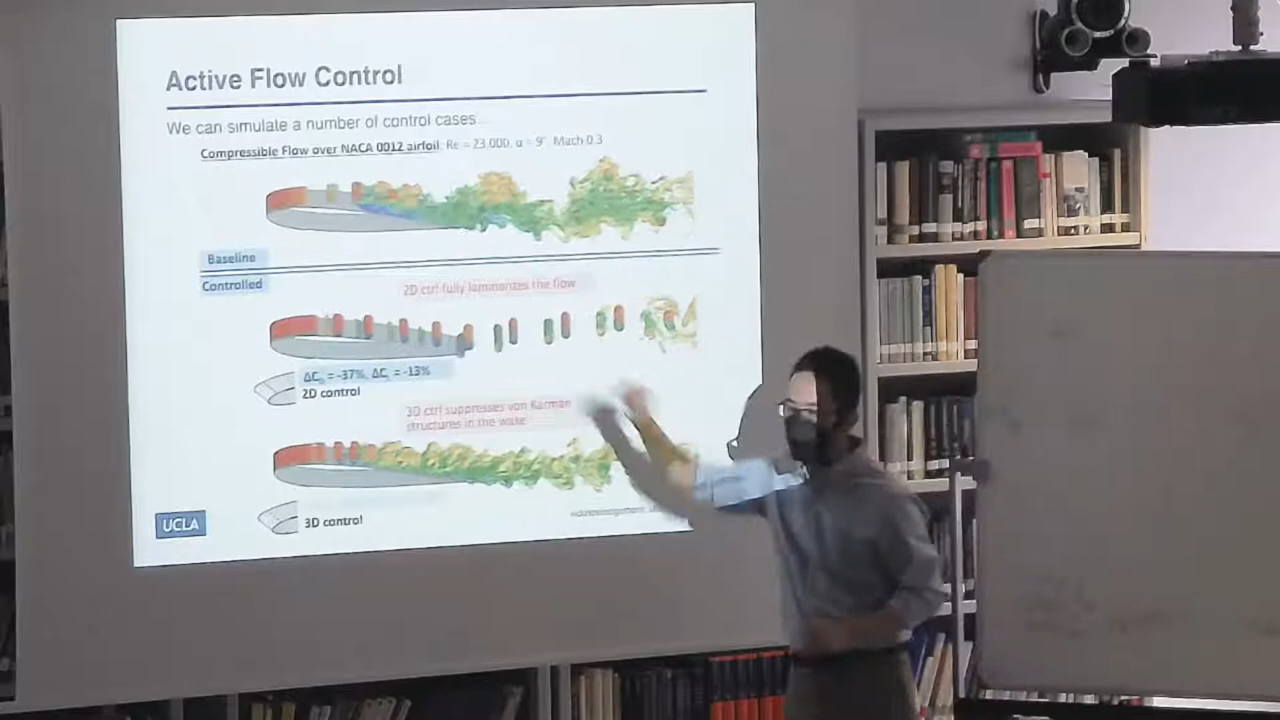 Active Flow Control
We can simulate a number of control cases...
Compressible Flow over NACA 0012 airfoil: Re = 23,000, α = 9°, Mach 0.3
Baseline
Controlled
2D ctrl fully laminarizes the flow
= -37%, = -13%
2D control
3D ctrl suppresses von Karman
structures in the wake
3D control
UCLA